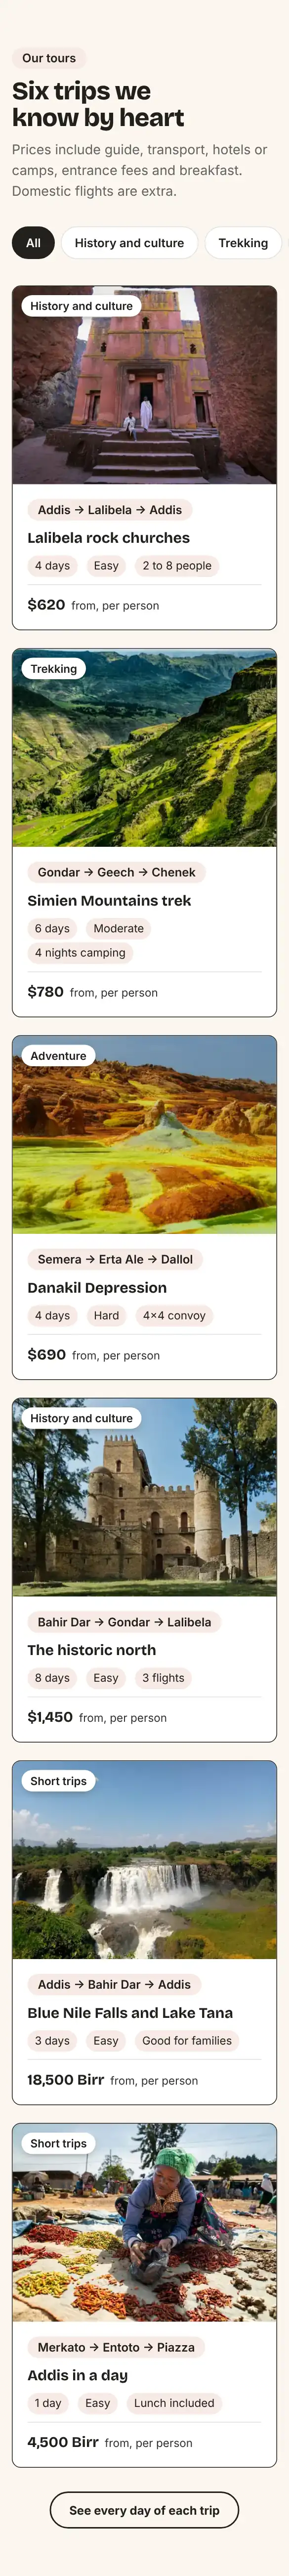 Our tours
Six trips we
know by heart
Prices include guide, transport, hotels or
camps, entrance fees and breakfast.
Domestic flights are extra.
All
History and culture
Trekking
History and culture
Addis → Lalibela → Addis
Lalibela rock churches
4 days
Easy
2 to 8 people
$620 from, per person
Trekking
Gondar → Geech → Chenek
Simien Mountains trek
6 days
Moderate
4 nights camping
$780 from, per person
Adventure
Semera → Erta Ale → Dallol
Danakil Depression
4 days
Hard
4×4 convoy
$690 from, per person
History and culture
Bahir Dar → Gondar → Lalibela
The historic north
8 days
Easy
3 flights
$1,450 from, per person
Short trips
Addis → Bahir Dar → Addis
Blue Nile Falls and Lake Tana
3 days
Easy
Good for families
18,500 Birr from, per person
Short trips
Merkato → Entoto → Piazza
Addis in a day
1 day
Easy
Lunch included
4,500 Birr from, per person
See every day of each trip